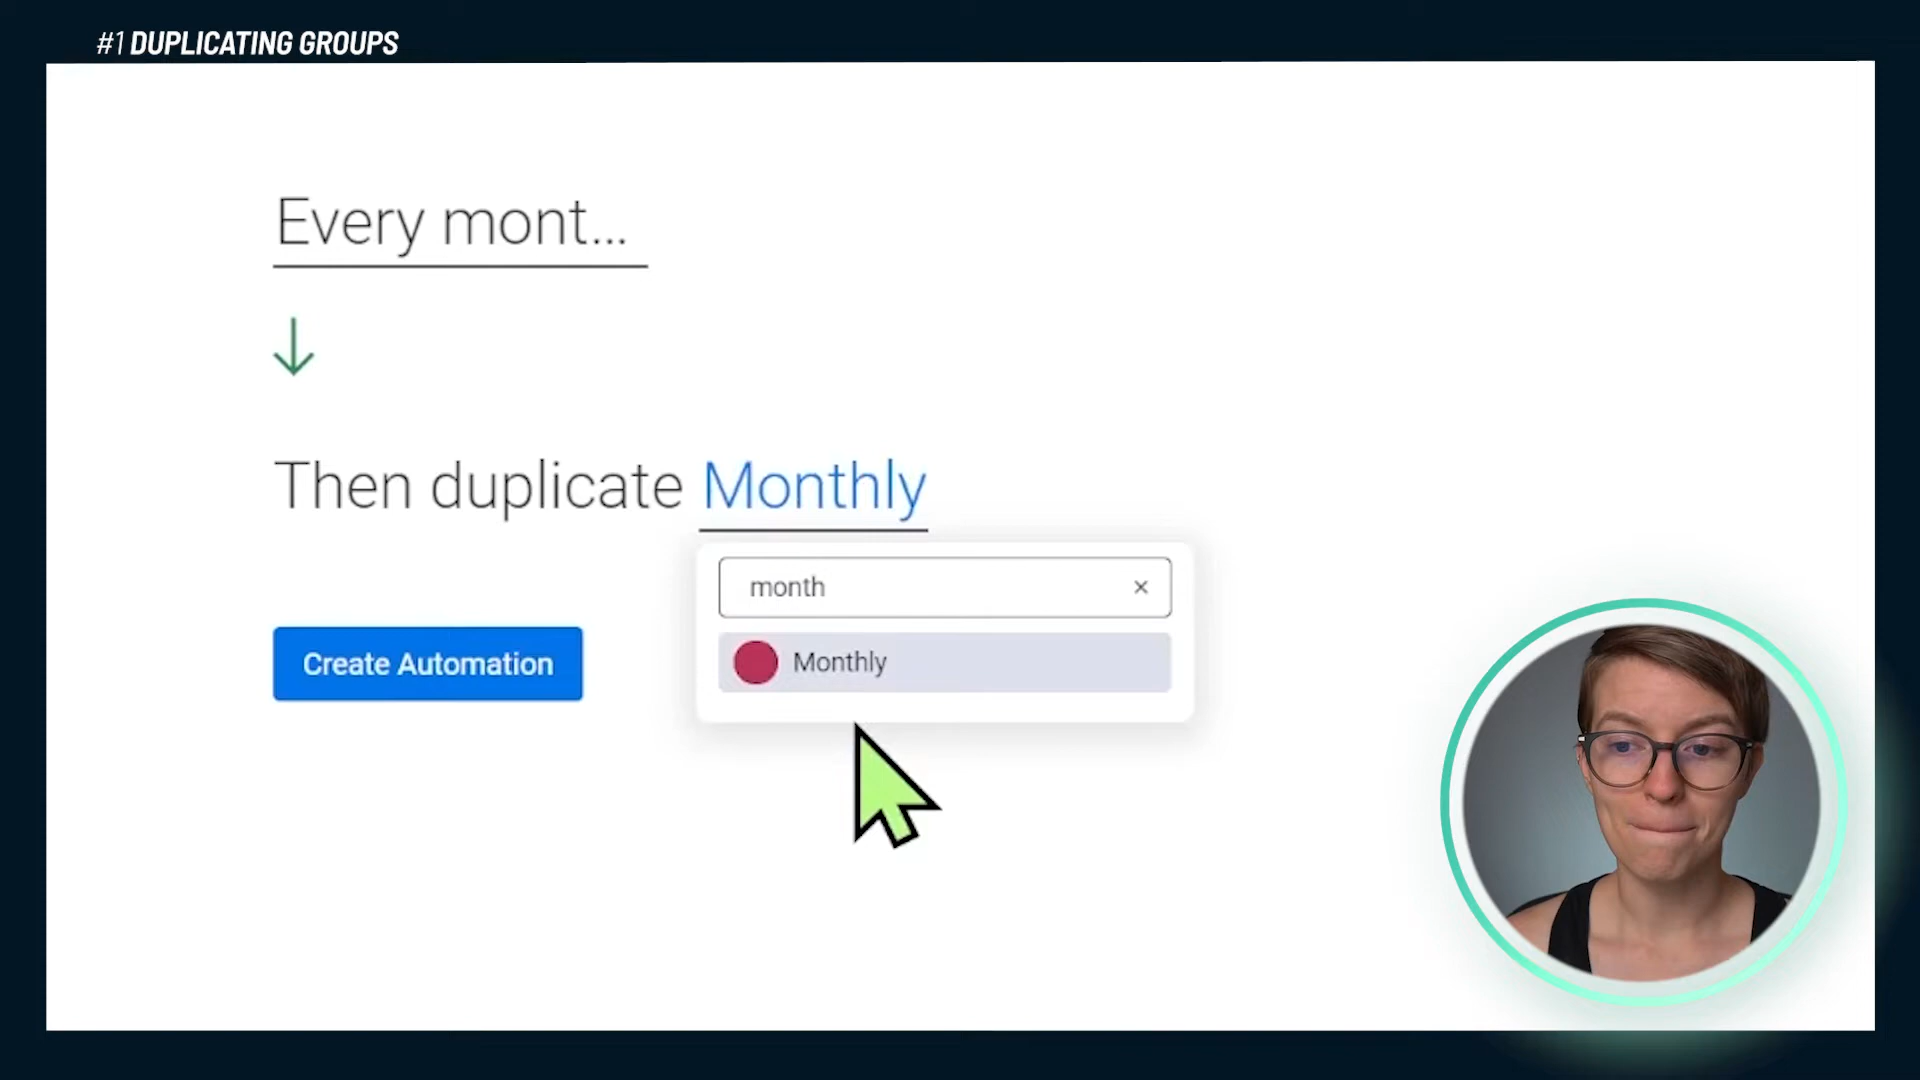 #1 DUPLICATING GROUPS
Every mont...
Then duplicate Monthly
month
Monthly
Create Automation